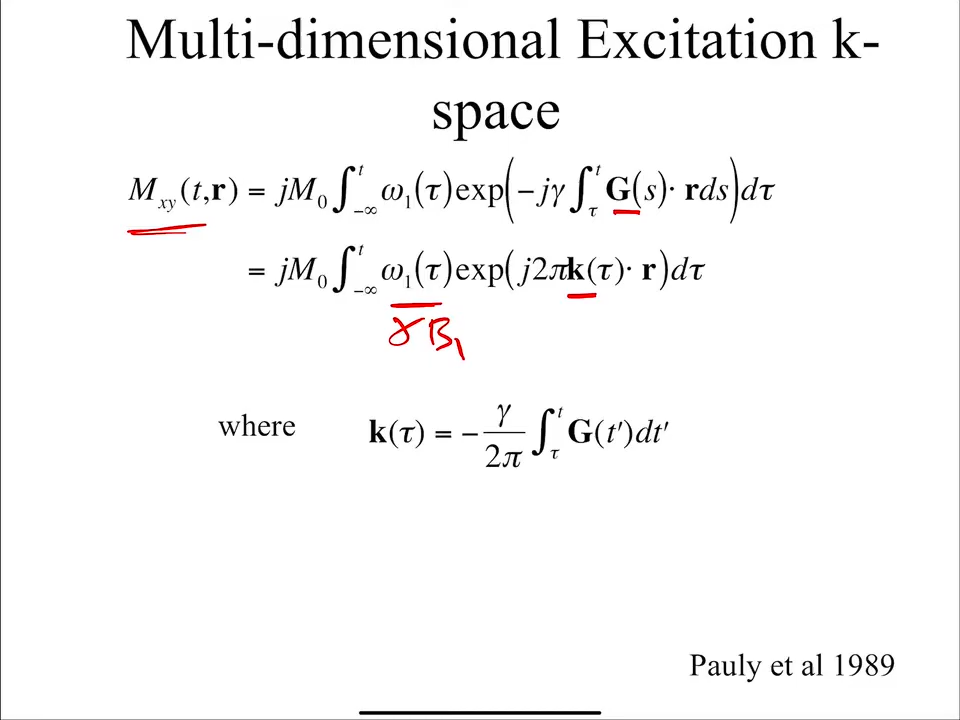 Multi-dimensional Excitation k-
space
M_xy(t,r) = jM_0 ∫_{-∞}^{t} ω_1(τ)exp(−jγ ∫_{τ}^{t} G(s)· rds)dτ
= jM_0 ∫_{-∞}^{t} ω_1(τ)exp(j2πk(τ)· r)dτ
γB_1
where k(τ) = − γ/2π ∫_{τ}^{t} G(t′)dt′
Pauly et al 1989